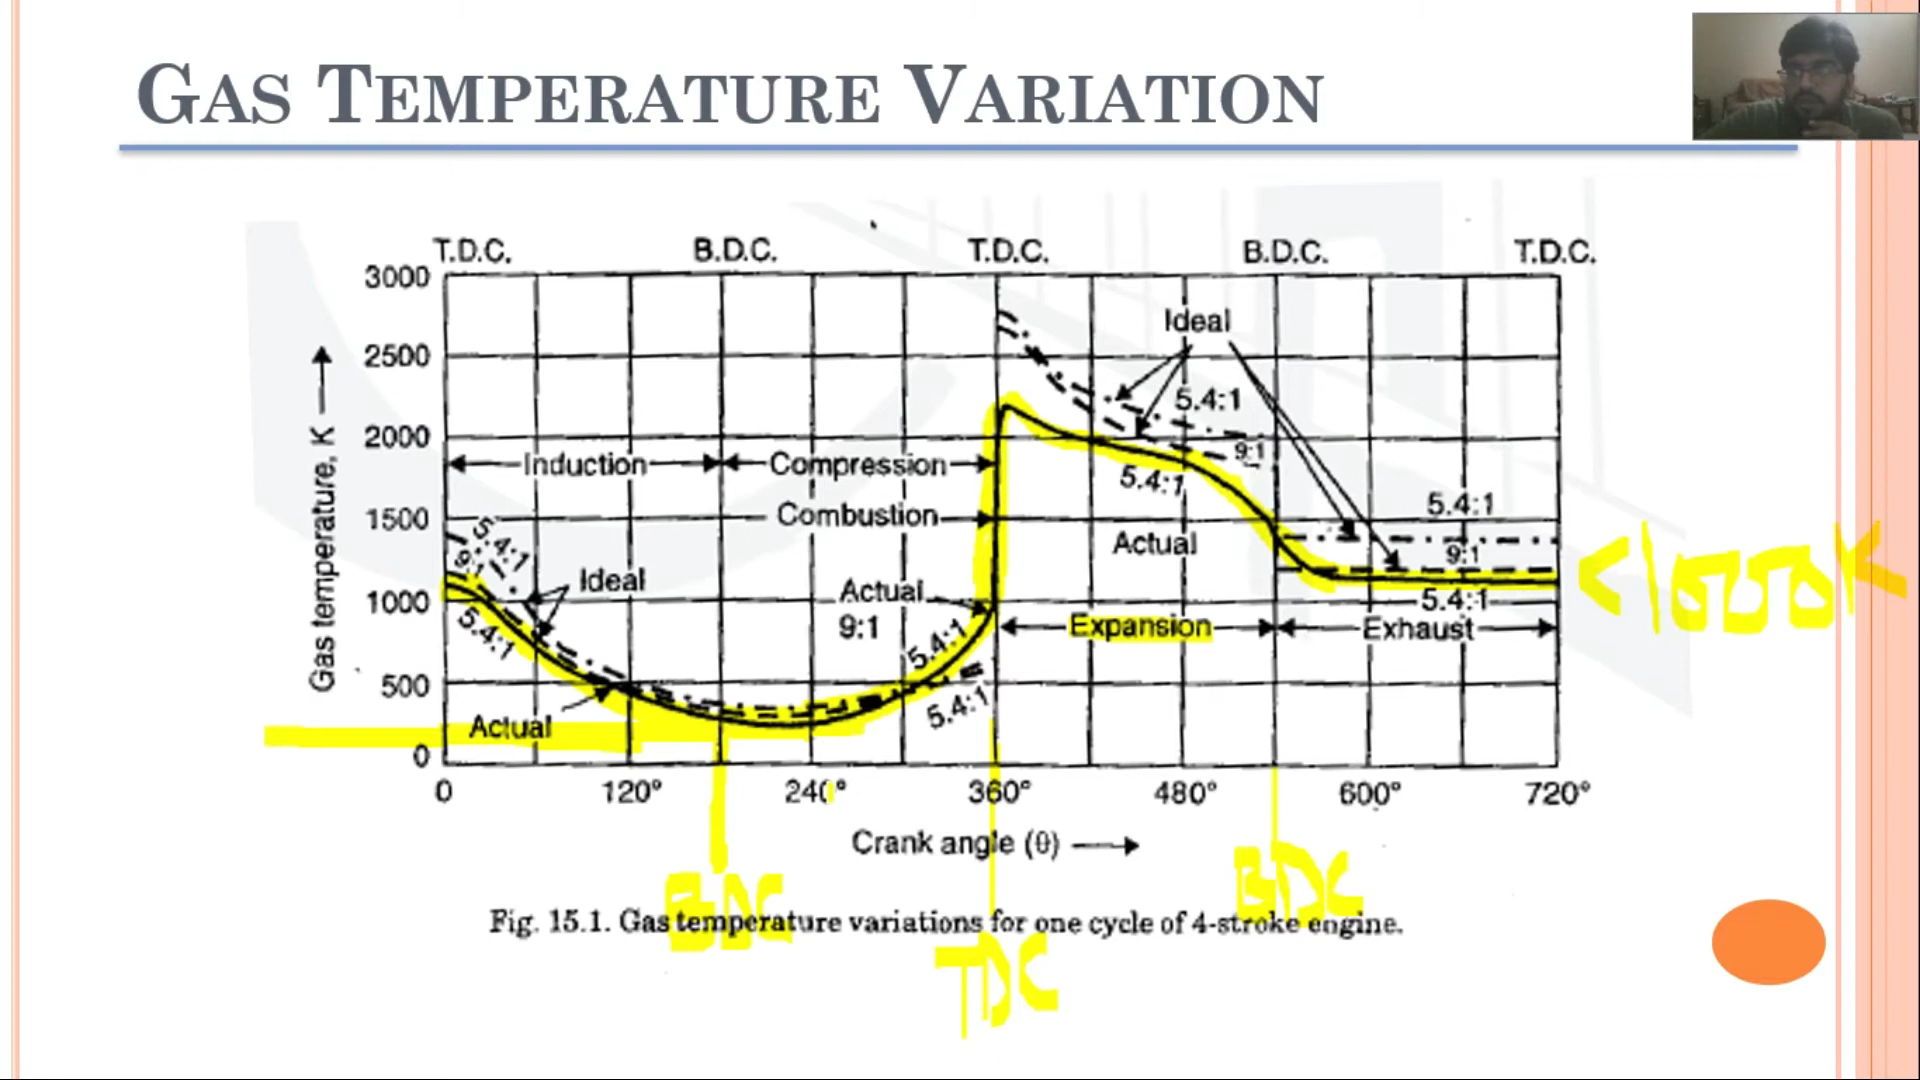 GAS TEMPERATURE VARIATION
T.D.C. B.D.C. T.D.C. B.D.C. T.D.C.
3000
2500
2000
1500
1000
500
0
Gas temperature, K
Induction
Compression
Combustion
5.4:1
9:1
Ideal
5.4:1
Actual
Actual
9:1
5.4:1
5.4:1
Ideal
5.4:1
9:1
5.4:1
Actual
Expansion
5.4:1
9:1
5.4:1
Exhaust
0 120° 240° 360° 480° 600° 720°
Crank angle (θ)
BDC
TDC
BDC
Fig. 15.1. Gas temperature variations for one cycle of 4-stroke engine.